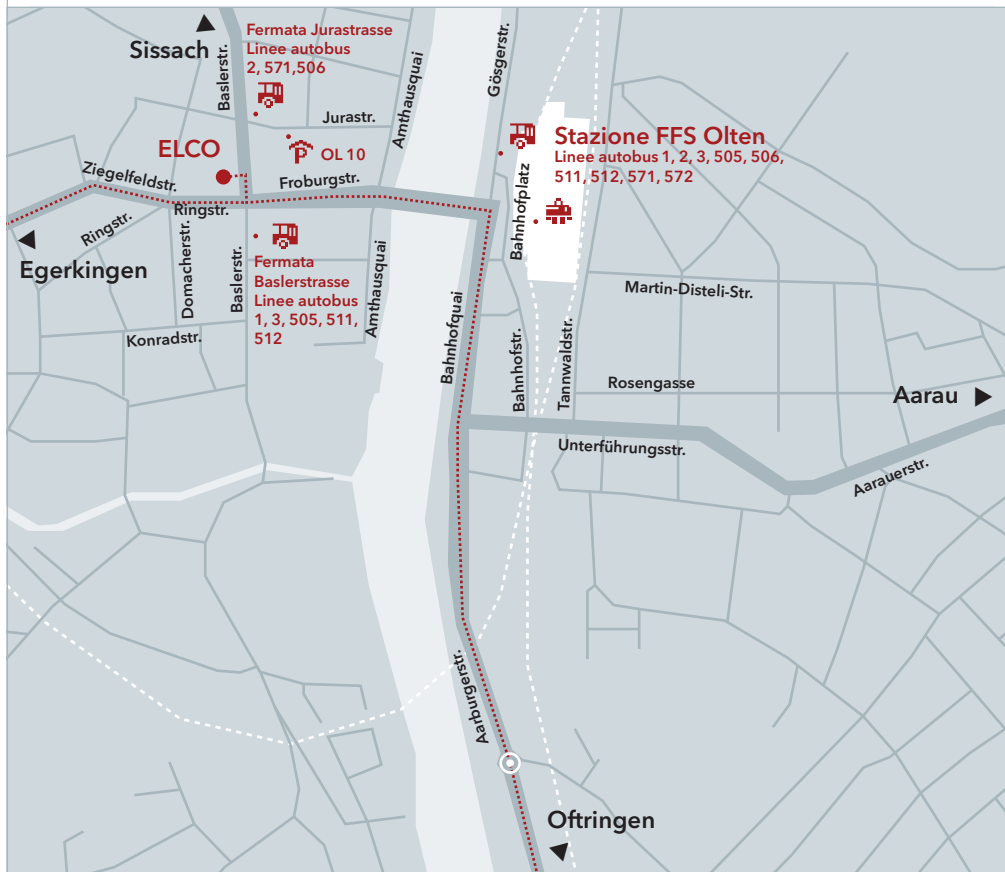 Fermata Jurastrasse
Linee autobus
2, 571,506
Sissach
Baslerstr.
Amthausquai
Gösgerstr.
Jurastr.
OL 10
ELCO
Stazione FFS Olten
Linee autobus 1, 2, 3, 505, 506,
511, 512, 571, 572
Ziegelfeldstr.
Froburgstr.
Ringstr.
Ringstr.
Bahnhofplatz
Egerkingen
Domacherstr.
Baslerstr.
Fermata
Baslerstrasse
Linee autobus
1, 3, 505, 511,
512
Amthausquai
Konradstr.
Bahnhofquai
Bahnhofstr.
Tannwaldstr.
Martin-Disteli-Str.
Rosengasse
Aarau
Unterführungsstr.
Aarauerstr.
Aarburgerstr.
Oftringen